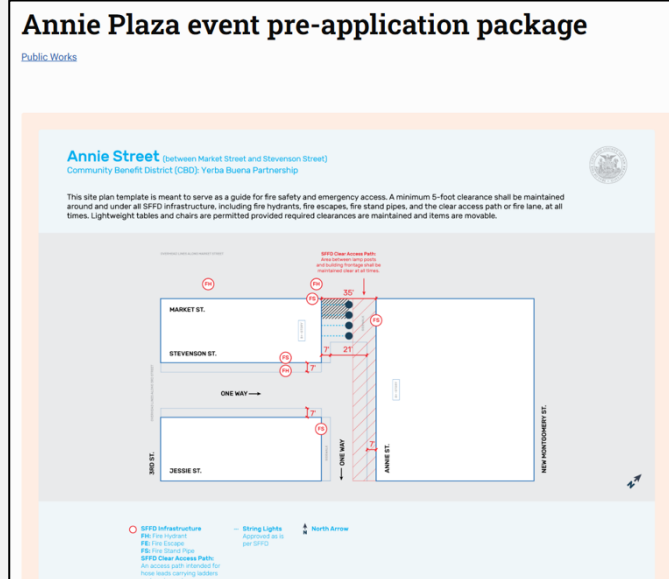 Annie Plaza event pre-application package
Public Works
Annie Street (between Market Street and Stevenson Street)
Community Benefit District (CBD): Yerba Buena Partnership
This site plan template is meant to serve as a guide for fire safety and emergency access. A minimum 5-foot clearance shall be maintained
around and under all SFFD infrastructure, including fire hydrants, fire escapes, fire stand pipes, and the clear access path or fire lane, at all
times. Lightweight tables and chairs are permitted provided required clearances are maintained and items are movable.
SFFD Clear Access Path:
Area between lamp posts
and building frontage shall be
maintained clear at all times.
FH
FH
35'
FS
MARKET ST.
FS
STEVENSON ST.
7'
21'
FS
FH
7'
ONE WAY
7'
FS
7'
3RD ST.
JESSIE ST.
ONE WAY
ANNIE ST.
NEW MONTGOMERY ST.
N
SFFD Infrastructure
FH: Fire Hydrant
FE: Fire Escape
FS: Fire Stand Pipe
SFFD Clear Access Path:
An access path intended for
hose leads carrying ladders
String Lights
Approved as is
per SFFD
N
North Arrow